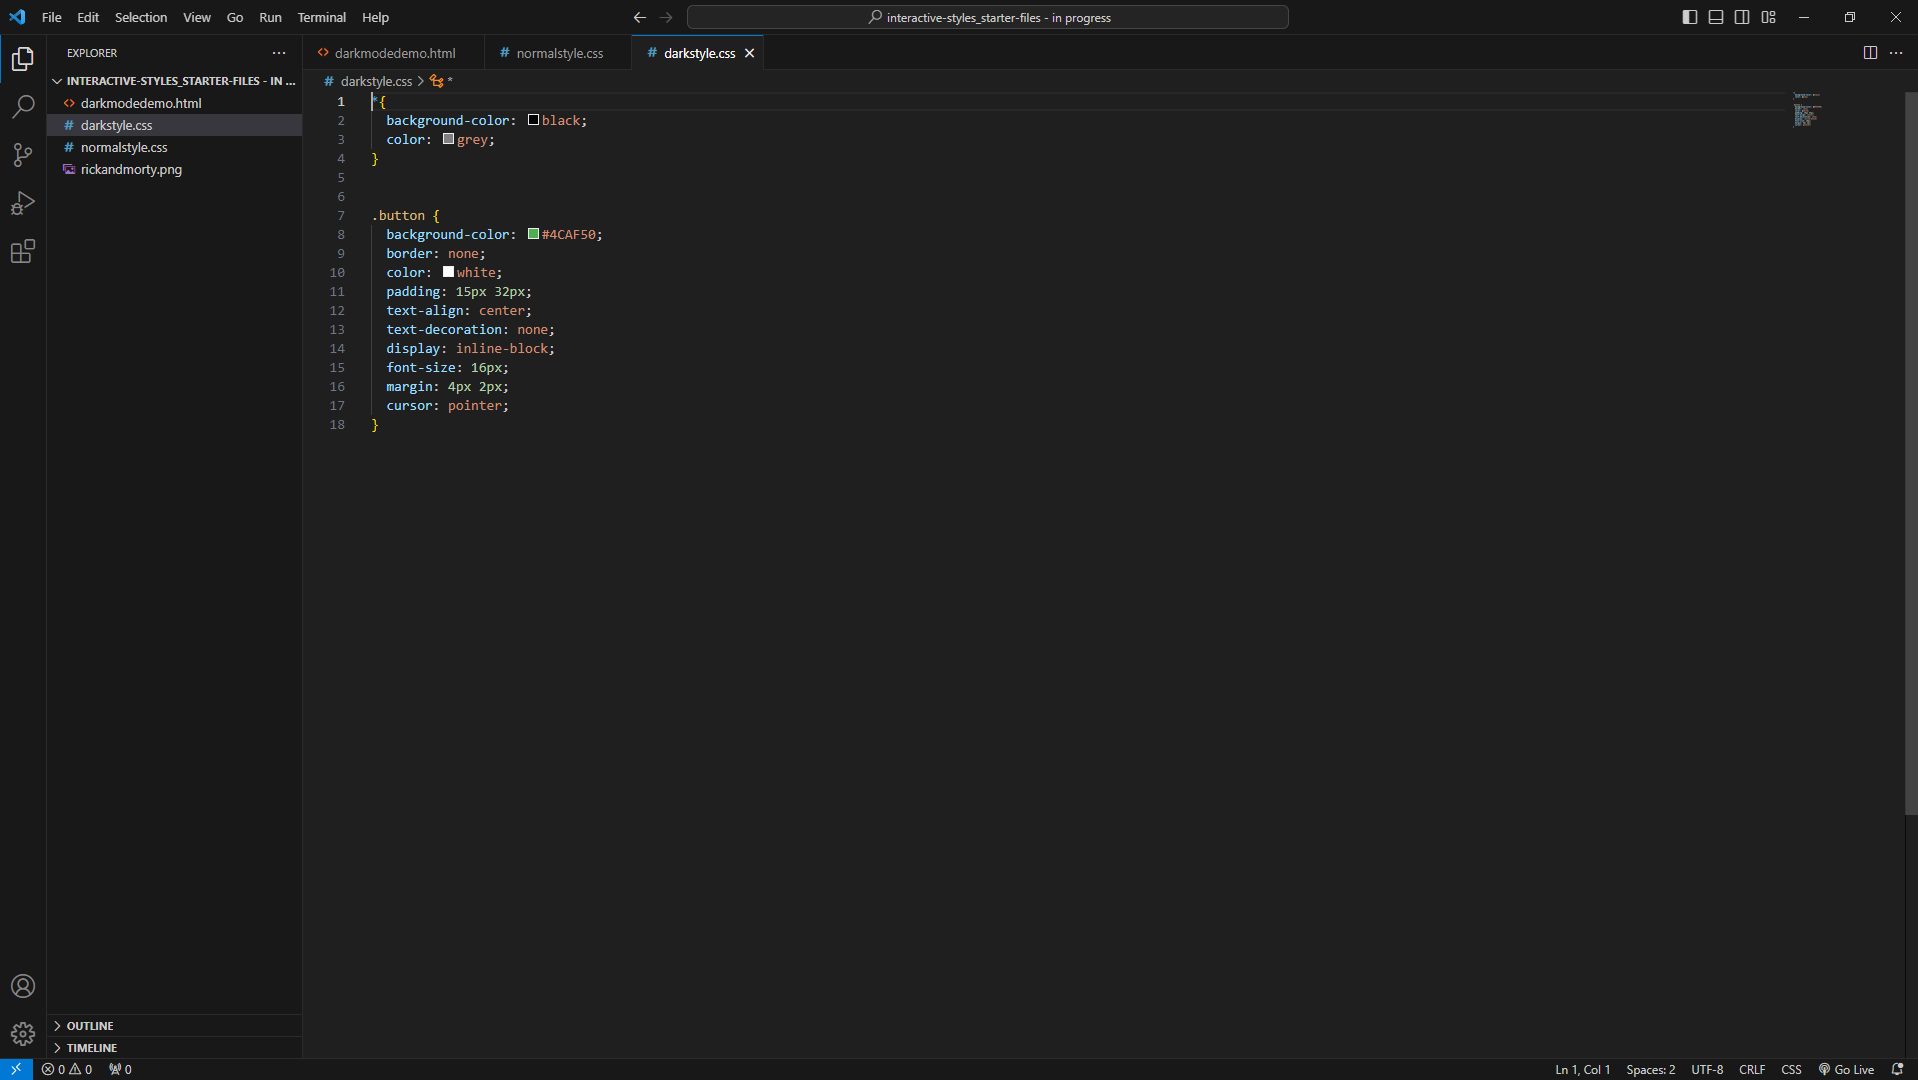 File Edit Selection View Go Run Terminal Help
interactive-styles_starter-files - in progress
EXPLORER
INTERACTIVE-STYLES_STARTER-FILES - IN ...
darkmodedemo.html
darkstyle.css
normalstyle.css
rickandmorty.png
OUTLINE
TIMELINE
darkmodedemo.html
# normalstyle.css
# darkstyle.css
# darkstyle.css > *
1 *{
2 background-color: black;
3 color: grey;
4 }
5
6
7 .button {
8 background-color: #4CAF50;
9 border: none;
10 color: white;
11 padding: 15px 32px;
12 text-align: center;
13 text-decoration: none;
14 display: inline-block;
15 font-size: 16px;
16 margin: 4px 2px;
17 cursor: pointer;
18 }
0 0 0
Ln 1, Col 1 Spaces: 2 UTF-8 CRLF CSS Go Live